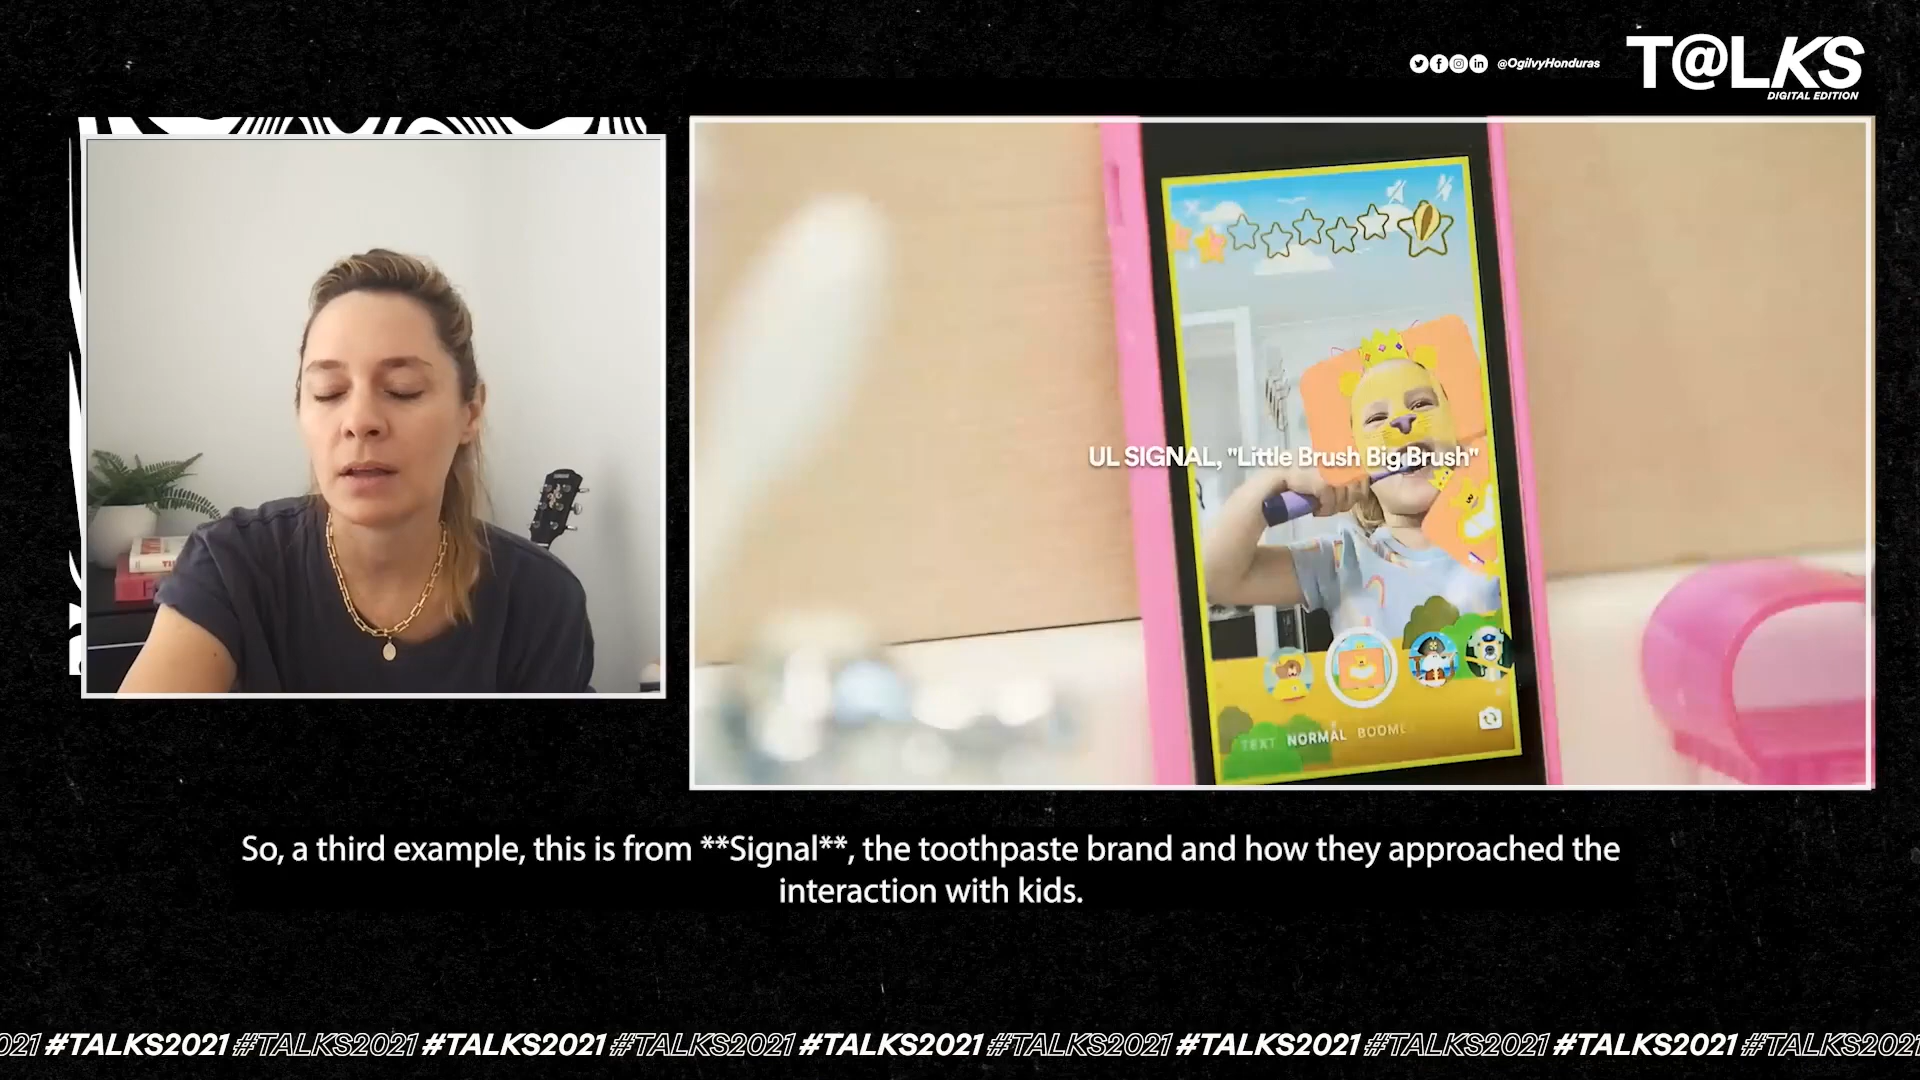 @OgilvyHonduras
T@LKS
DIGITAL EDITION
UL SIGNAL, "Little Brush Big Brush"
TEXT NORMAL BOOM
So, a third example, this is from **Signal**, the toothpaste brand and how they approached the
interaction with kids.
021 #TALKS2021 #TALKS2021 #TALKS2021 #TALKS2021 #TALKS2021 #TALKS2021 #TALKS2021 #TALKS2021 #TALKS2021 #TALKS2021